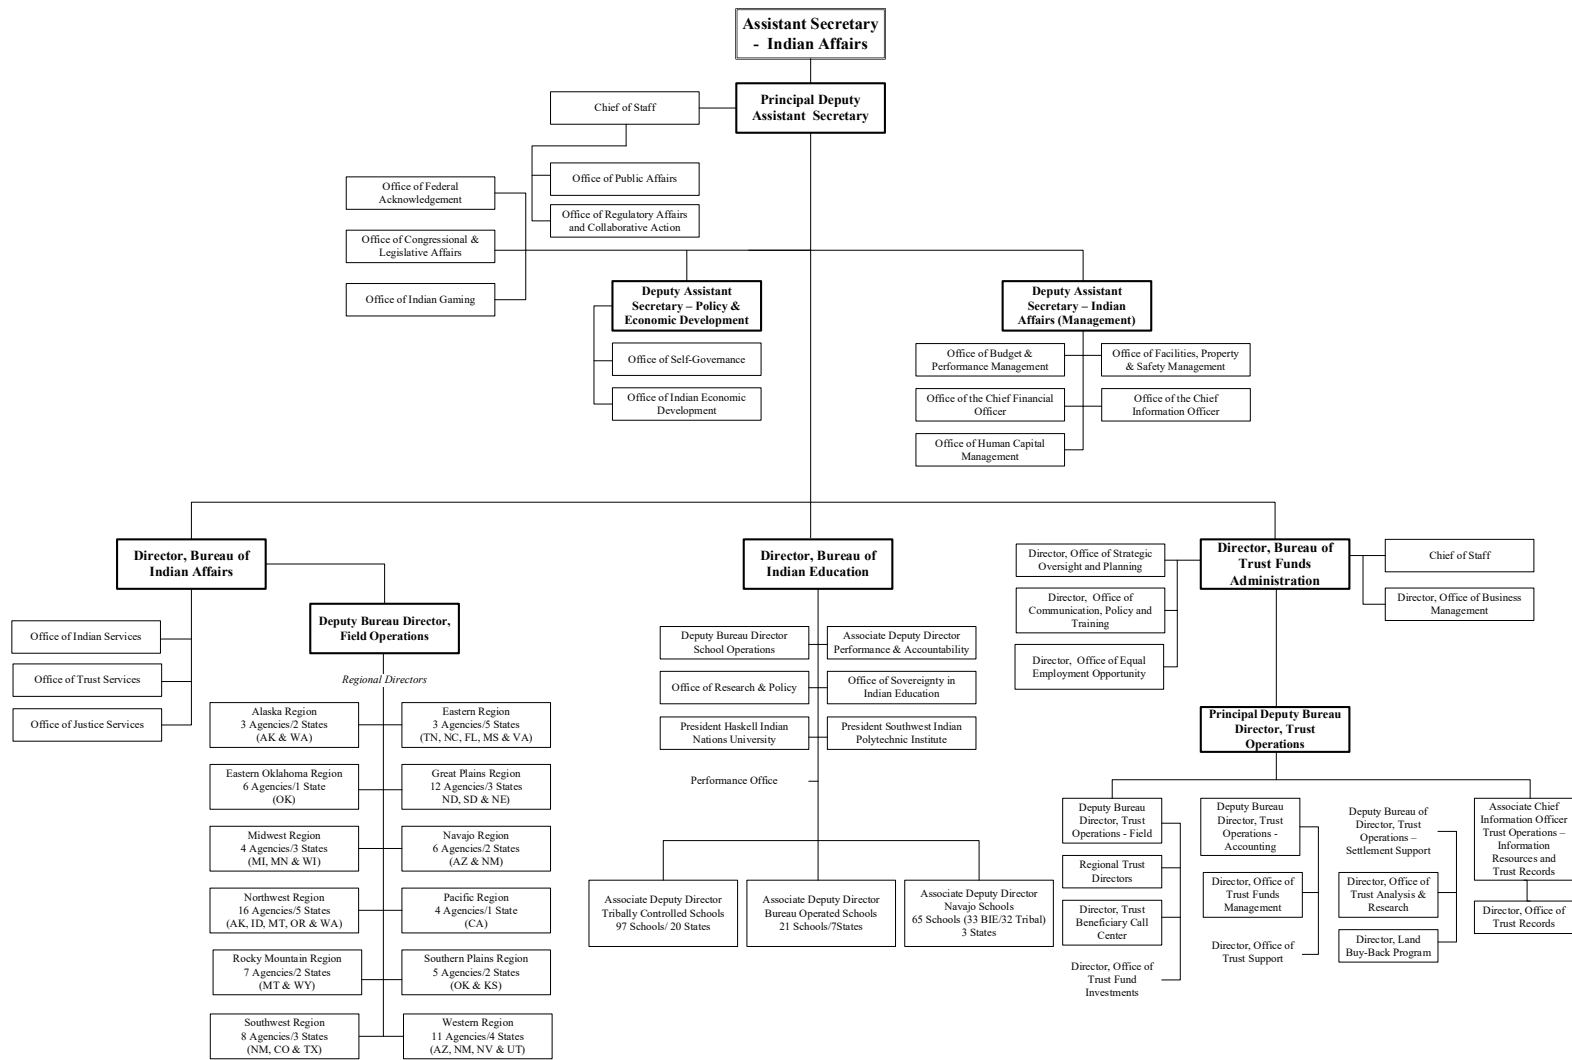 Assistant Secretary
- Indian Affairs
Principal Deputy
Assistant Secretary
Chief of Staff
Office of Public Affairs
Office of Regulatory Affairs
and Collaborative Action
Office of Federal
Acknowledgement
Office of Congressional &
Legislative Affairs
Office of Indian Gaming
Deputy Assistant
Secretary – Policy &
Economic Development
Office of Self-Governance
Office of Indian Economic
Development
Deputy Assistant
Secretary – Indian
Affairs (Management)
Office of Budget &
Performance Management
Office of Facilities, Property
& Safety Management
Office of the Chief Financial
Officer
Office of the Chief
Information Officer
Office of Human Capital
Management
Director, Bureau of
Indian Affairs
Office of Indian Services
Office of Trust Services
Office of Justice Services
Deputy Bureau Director,
Field Operations
Regional Directors
Alaska Region
3 Agencies/2 States
(AK & WA)
Eastern Region
3 Agencies/5 States
(TN, NC, FL, MS & VA)
Eastern Oklahoma Region
6 Agencies/1 State
(OK)
Great Plains Region
12 Agencies/3 States
ND, SD & NE)
Midwest Region
4 Agencies/3 States
(MI, MN & WI)
Navajo Region
6 Agencies/2 States
(AZ & NM)
Northwest Region
16 Agencies/5 States
(AK, ID, MT, OR & WA)
Pacific Region
4 Agencies/1 State
(CA)
Rocky Mountain Region
7 Agencies/2 States
(MT & WY)
Southern Plains Region
5 Agencies/2 States
(OK & KS)
Southwest Region
8 Agencies/3 States
(NM, CO & TX)
Western Region
11 Agencies/4 States
(AZ, NM, NV & UT)
Director, Bureau of
Indian Education
Deputy Bureau Director
School Operations
Associate Deputy Director
Performance & Accountability
Office of Research & Policy
Office of Sovereignty in
Indian Education
President Haskell Indian
Nations University
President Southwest Indian
Polytechnic Institute
Performance Office
Associate Deputy Director
Tribally Controlled Schools
97 Schools/ 20 States
Associate Deputy Director
Bureau Operated Schools
21 Schools/7States
Associate Deputy Director
Navajo Schools
65 Schools (33 BIE/32 Tribal)
3 States
Director, Bureau of
Trust Funds
Administration
Director, Office of Strategic
Oversight and Planning
Director, Office of
Communication, Policy and
Training
Director, Office of Equal
Employment Opportunity
Chief of Staff
Director, Office of Business
Management
Principal Deputy Bureau
Director, Trust
Operations
Deputy Bureau
Director, Trust
Operations - Field
Regional Trust
Directors
Director, Trust
Beneficiary Call
Center
Director, Office of
Trust Fund
Investments
Deputy Bureau
Director, Trust
Operations -
Accounting
Director, Office of
Trust Funds
Management
Director, Office of
Trust Support
Deputy Bureau of
Director, Trust
Operations –
Settlement Support
Director, Office of
Trust Analysis &
Research
Director, Land
Buy-Back Program
Associate Chief
Information Officer
Trust Operations –
Information
Resources and
Trust Records
Director, Office of
Trust Records